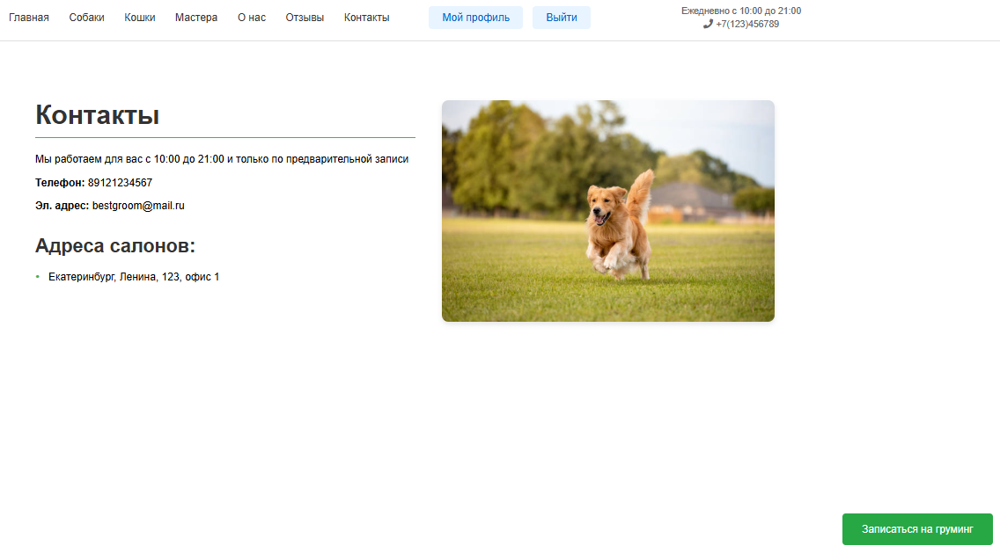 Главная Собаки Кошки Мастера О нас Отзывы Контакты Мой профиль Выйти Ежедневно с 10:00 до 21:00
+7(123)456789
Контакты
Мы работаем для вас с 10:00 до 21:00 и только по предварительной записи
Телефон: 89121234567
Эл. адрес: bestgroom@mail.ru
Адреса салонов:
Екатеринбург, Ленина, 123, офис 1
Записаться на груминг